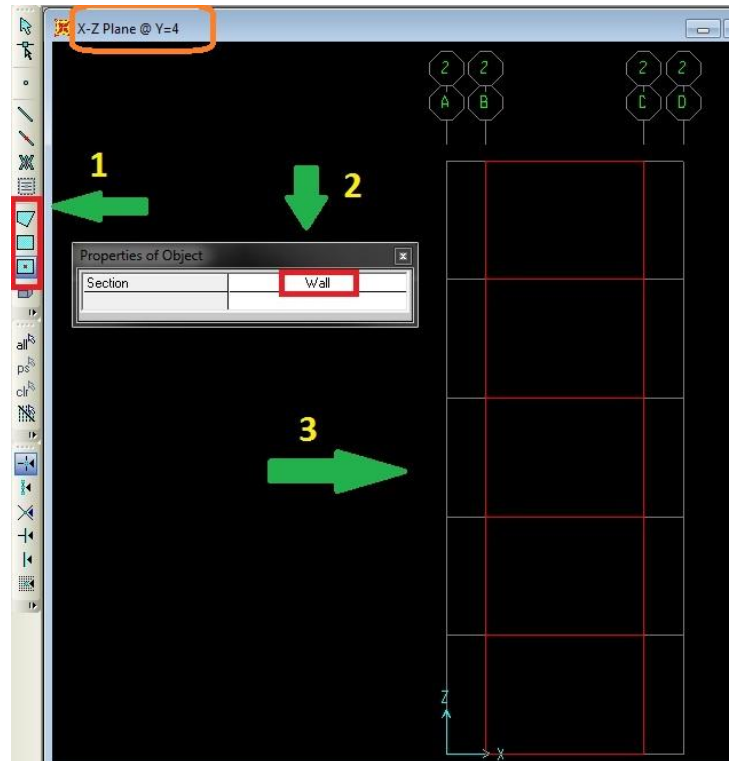 X-Z Plane @ Y=4
2 2 2 2
A B C D
1
2
Properties of Object
Section Wall
all
ps
clr
3
Z
X